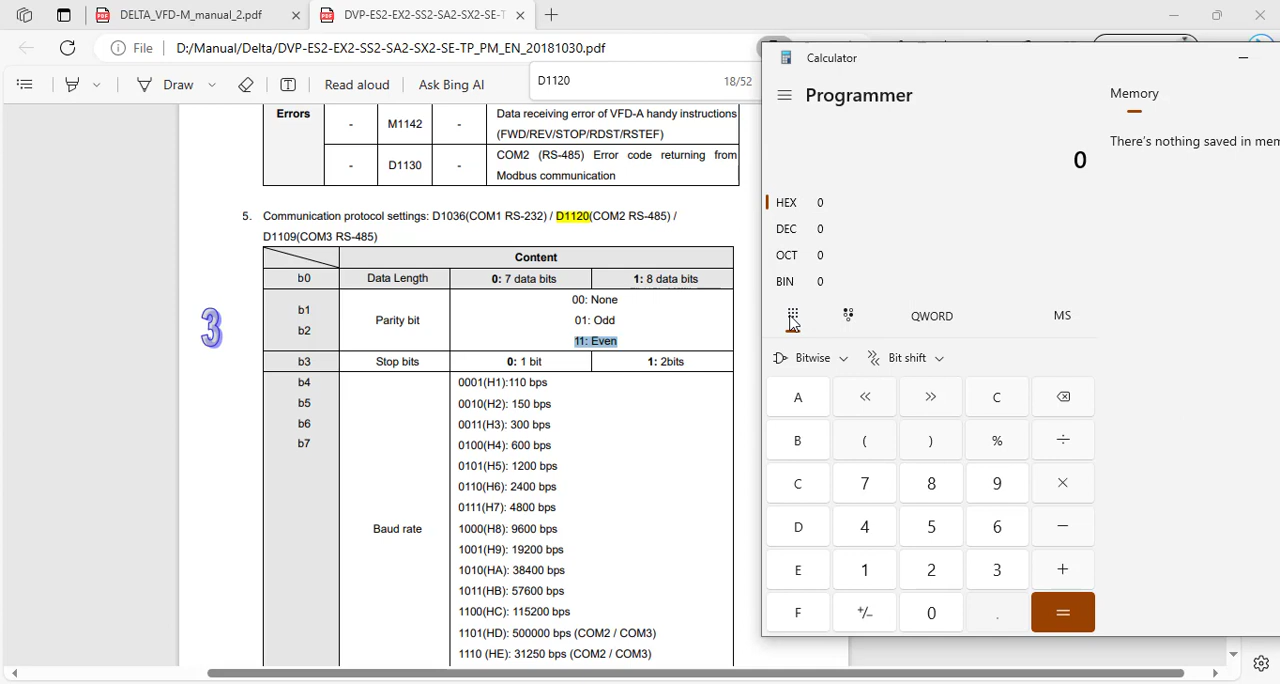 DELTA_VFD-M_manual_2.pdf
DVP-ES2-EX2-SS2-SA2-SX2-SE-T
File
D:/Manual/Delta/DVP-ES2-EX2-SS2-SA2-SX2-SE-TP_PM_EN_20181030.pdf
Draw
Read aloud
Ask Bing AI
D1120
18/52
Errors
-
M1142
-
Data receiving error of VFD-A handy instructions
(FWD/REV/STOP/RDST/RSTEF)
-
D1130
-
COM2 (RS-485) Error code returning from
Modbus communication
5. Communication protocol settings: D1036(COM1 RS-232) / D1120(COM2 RS-485) /
D1109(COM3 RS-485)
Content
b0
Data Length
0: 7 data bits
1: 8 data bits
b1
b2
Parity bit
00: None
01: Odd
11: Even
b3
Stop bits
0: 1 bit
1: 2bits
b4
b5
b6
b7
Baud rate
0001(H1):110 bps
0010(H2): 150 bps
0011(H3): 300 bps
0100(H4): 600 bps
0101(H5): 1200 bps
0110(H6): 2400 bps
0111(H7): 4800 bps
1000(H8): 9600 bps
1001(H9): 19200 bps
1010(HA): 38400 bps
1011(HB): 57600 bps
1100(HC): 115200 bps
1101(HD): 500000 bps (COM2 / COM3)
1110 (HE): 31250 bps (COM2 / COM3)
3
Calculator
Programmer
Memory
There's nothing saved in mem
0
HEX 0
DEC 0
OCT 0
BIN 0
QWORD
MS
Bitwise
Bit shift
A << >> C
B ( ) % ÷
C 7 8 9 ×
D 4 5 6 −
E 1 2 3 +
F +/− 0 . =